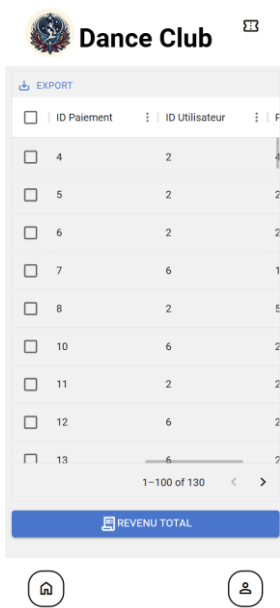 Dance Club
EXPORT
ID Paiement ID Utilisateur
4 2
5 2
6 2
7 6
8 2
10 6
11 2
12 6
13 6
1–100 of 130
REVENU TOTAL